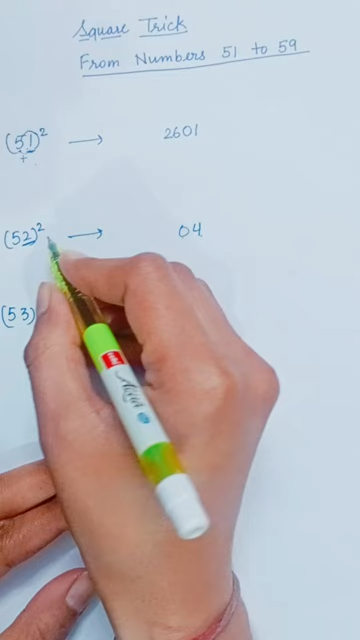 Square Trick
From Numbers 51 to 59
(51)² → 2601
+
(52)² → 04
(53)